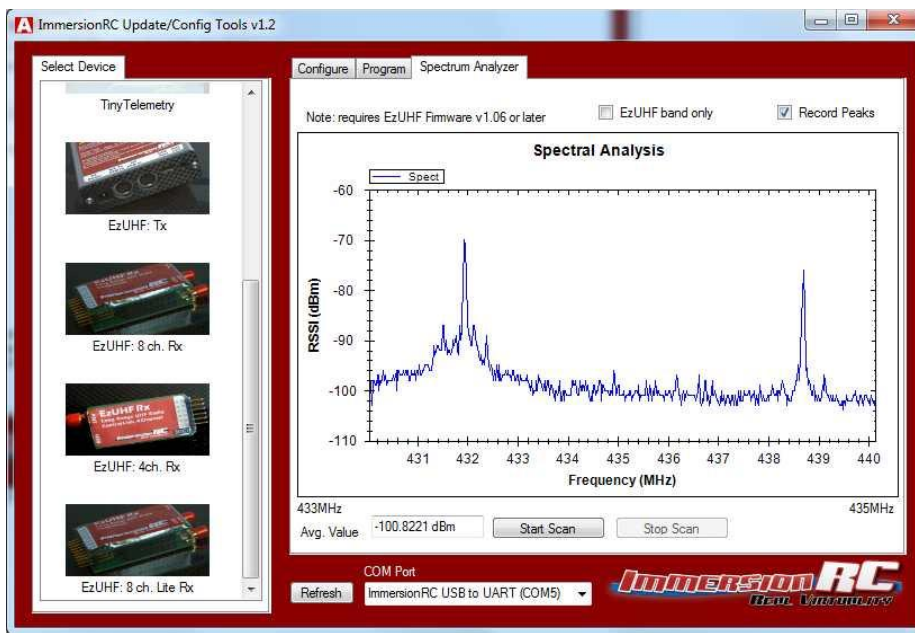 ImmersionRC Update/Config Tools v1.2
Select Device
TinyTelemetry
EzUHF: Tx
EzUHF: 8 ch. Rx
EzUHF Rx
EzUHF: 4ch. Rx
EzUHF: 8 ch. Lite Rx
Configure
Program
Spectrum Analyzer
Note: requires EzUHF Firmware v1.06 or later
EzUHF band only
Record Peaks
Spectral Analysis
Spect
RSSI (dBm)
-60
-70
-80
-90
-100
-110
431 432 433 434 435 436 437 438 439 440
Frequency (MHz)
433MHz
435MHz
Avg. Value
-100.8221 dBm
Start Scan
Stop Scan
COM Port
Refresh
ImmersionRC USB to UART (COM5)
ImmersionRC
Real Virtuality